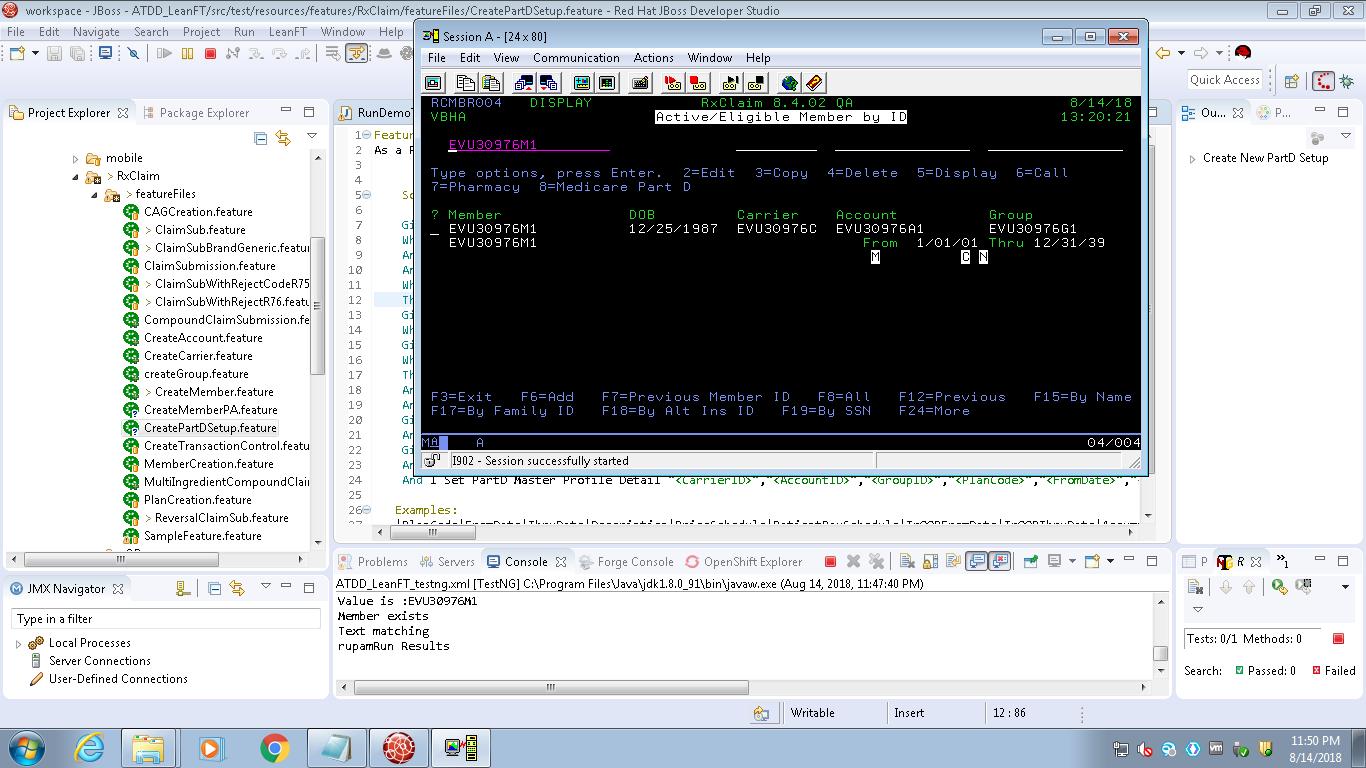 workspace - JBoss - ATDD_LeanFT/src/test/resources/features/RxClaim/featureFiles/CreatePartDSetup.feature - Red Hat JBoss Developer Studio
File Edit Navigate Search Project Run LeanFT Window Help
Quick Access
Project Explorer
Package Explorer
mobile
> RxClaim
> featureFiles
CAGCreation.feature
> ClaimSub.feature
> ClaimSubBrandGeneric.featur
ClaimSubmission.feature
> ClaimSubWithRejectCodeR75
> ClaimSubWithRejectR76.featu
CompoundClaimSubmission.fe
CreateAccount.feature
CreateCarrier.feature
createGroup.feature
> CreateMember.feature
CreateMemberPA.feature
CreatePartDSetup.feature
CreateTransactionControl.featu
MemberCreation.feature
MultiIngredientCompoundClai
PlanCreation.feature
> ReversalClaimSub.feature
SampleFeature.feature
JMX Navigator
Type in a filter
Local Processes
Server Connections
User-Defined Connections
RunDemoT
1 Featur
2 As a R
3
4
5 Sc
6
7 Gi
8 Wh
9 An
10 An
11 Wh
12 Th
13 Gi
14 Wh
15 Gi
16 Wh
17 Th
18 An
19 An
20 Gi
21 An
22 Gi
23 An
24 And I Set PartD Master Profile Detail "<CarrierID>","<AccountID>","<GroupID>","<PlanCode>","<FromDate>",
25
26 Examples:
Session A - [24 x 80]
File Edit View Communication Actions Window Help
RCMBR004 DISPLAY RxClaim 8.4.02 QA 8/14/18
VBHA Active/Eligible Member by ID 13:20:21
EVU30976M1
Type options, press Enter. 2=Edit 3=Copy 4=Delete 5=Display 6=Call
7=Pharmacy 8=Medicare Part D
? Member DOB Carrier Account Group
_ EVU30976M1 12/25/1987 EVU30976C EVU30976A1 EVU30976G1
EVU30976M1 From 1/01/01 Thru 12/31/39
M C N
F3=Exit F6=Add F7=Previous Member ID F8=All F12=Previous F15=By Name
F17=By Family ID F18=By Alt Ins ID F19=By SSN F24=More
MA A 04/004
I902 - Session successfully started
Ou...
P...
Create New PartD Setup
Problems Servers Console Forge Console OpenShift Explorer
ATDD_LeanFT_testng.xml [TestNG] C:\Program Files\Java\jdk1.8.0_91\bin\javaw.exe (Aug 14, 2018, 11:47:40 PM)
Value is :EVU30976M1
Member exists
Text matching
rupamRun Results
P
R
»1
Tests: 0/1 Methods: 0
Search: Passed: 0 Failed
Writable Insert 12 : 86
11:50 PM
8/14/2018